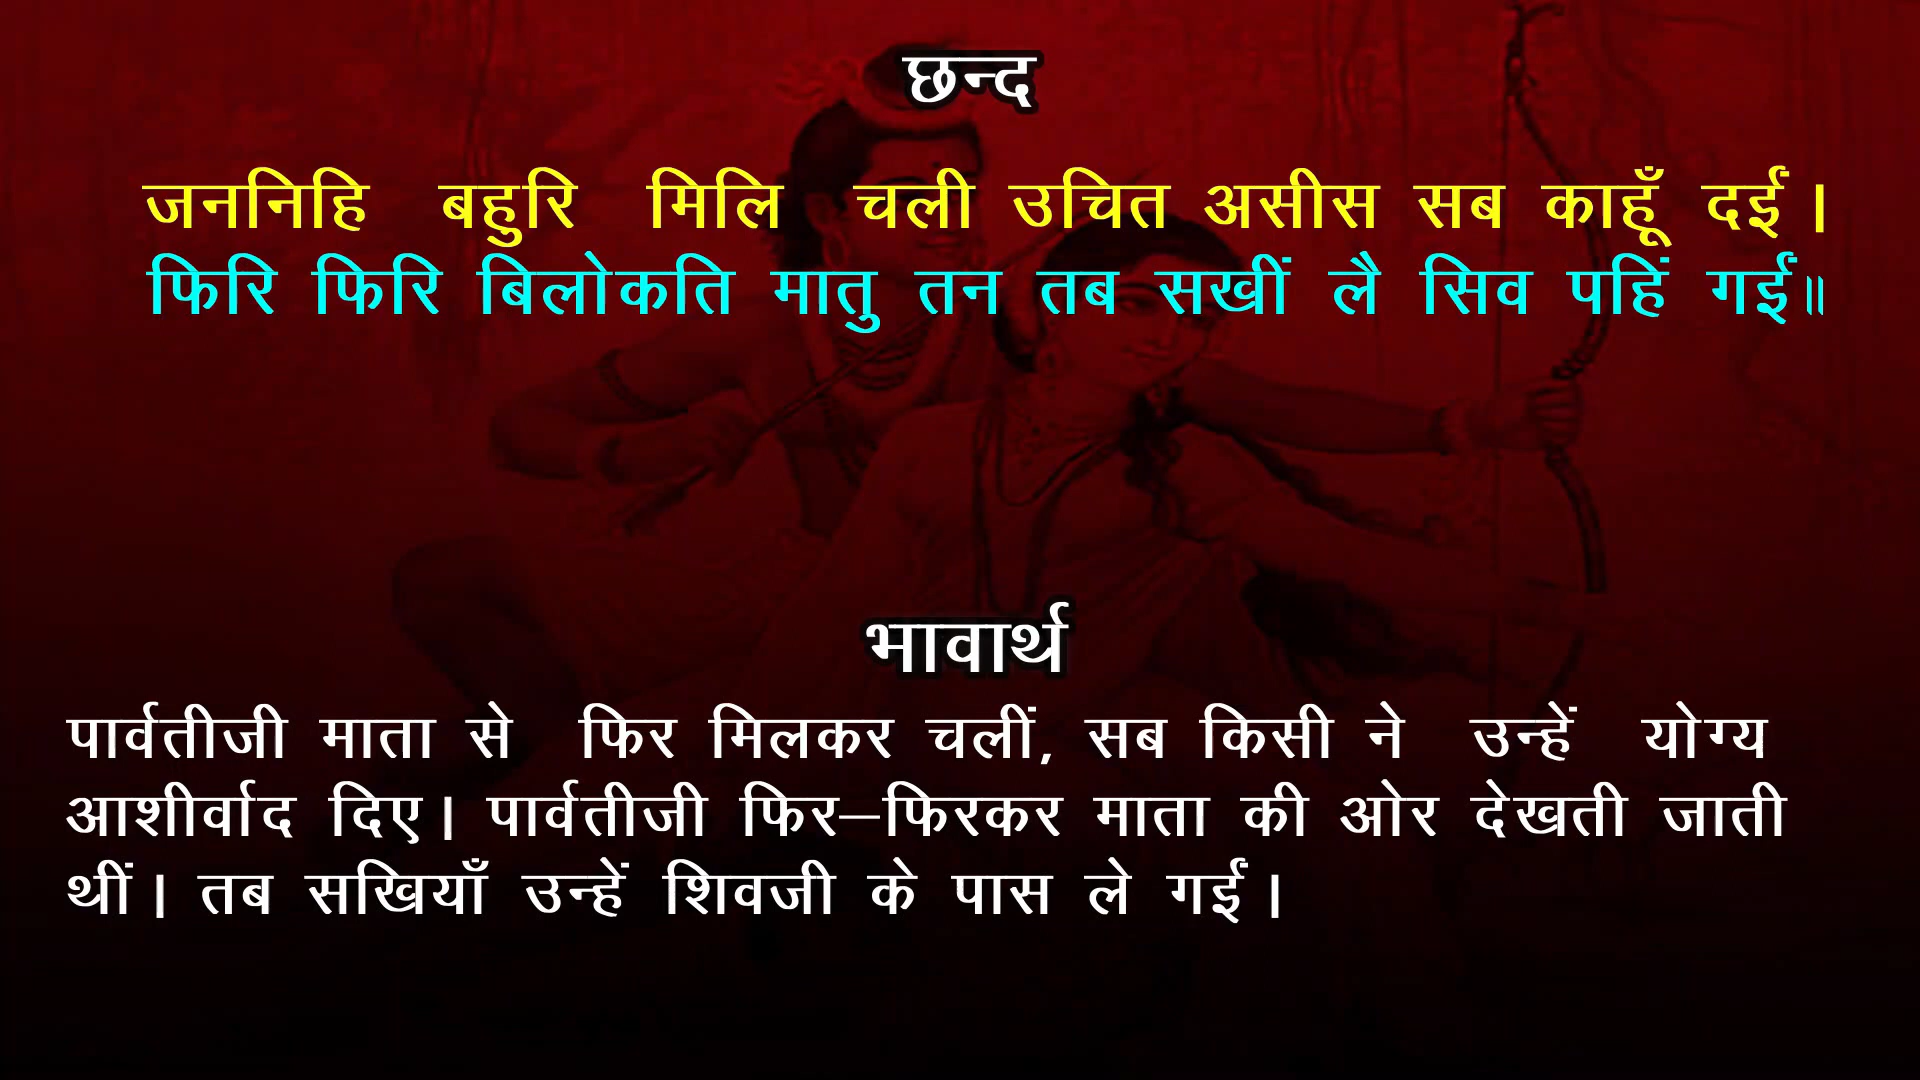 छन्द
जननिहि बहुरि मिलि चली उचित असीस सब काहूँ दईं।
फिरि फिरि बिलोकति मातु तन तब सखीं लै सिव पहिं गईं॥
भावार्थ
पार्वतीजी माता से फिर मिलकर चलीं, सब किसी ने उन्हें योग्य
आशीर्वाद दिए। पार्वतीजी फिर–फिरकर माता की ओर देखती जाती
थीं। तब सखियाँ उन्हें शिवजी के पास ले गईं।